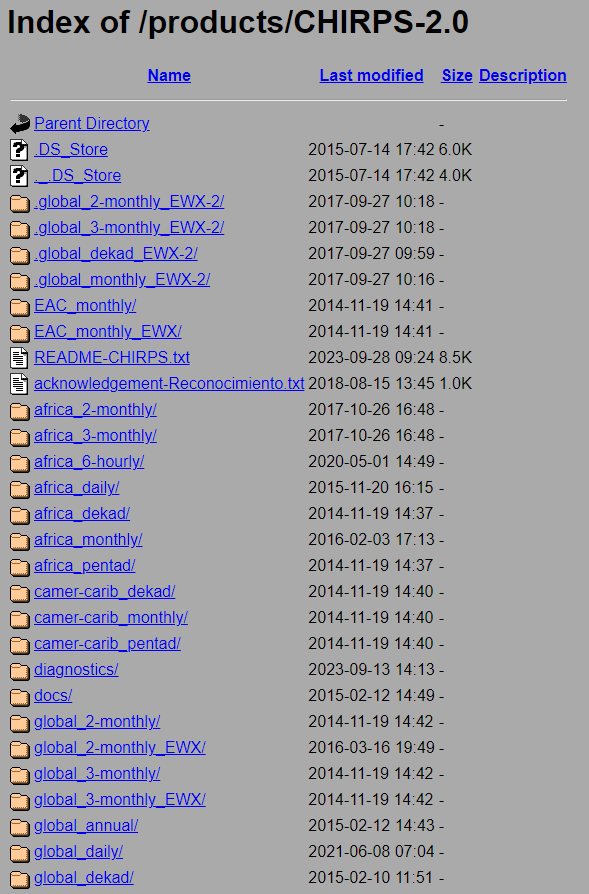 Index of /products/CHIRPS-2.0
Name Last modified Size Description
Parent Directory -
.DS_Store 2015-07-14 17:42 6.0K
._.DS_Store 2015-07-14 17:42 4.0K
.global_2-monthly_EWX-2/ 2017-09-27 10:18 -
.global_3-monthly_EWX-2/ 2017-09-27 10:18 -
.global_dekad_EWX-2/ 2017-09-27 09:59 -
.global_monthly_EWX-2/ 2017-09-27 10:16 -
EAC_monthly/ 2014-11-19 14:41 -
EAC_monthly_EWX/ 2014-11-19 14:41 -
README-CHIRPS.txt 2023-09-28 09:24 8.5K
acknowledgement-Reconocimiento.txt 2018-08-15 13:45 1.0K
africa_2-monthly/ 2017-10-26 16:48 -
africa_3-monthly/ 2017-10-26 16:48 -
africa_6-hourly/ 2020-05-01 14:49 -
africa_daily/ 2015-11-20 16:15 -
africa_dekad/ 2014-11-19 14:37 -
africa_monthly/ 2016-02-03 17:13 -
africa_pentad/ 2014-11-19 14:37 -
camer-carib_dekad/ 2014-11-19 14:40 -
camer-carib_monthly/ 2014-11-19 14:40 -
camer-carib_pentad/ 2014-11-19 14:40 -
diagnostics/ 2023-09-13 14:13 -
docs/ 2015-02-12 14:49 -
global_2-monthly/ 2014-11-19 14:42 -
global_2-monthly_EWX/ 2016-03-16 19:49 -
global_3-monthly/ 2014-11-19 14:42 -
global_3-monthly_EWX/ 2014-11-19 14:42 -
global_annual/ 2015-02-12 14:43 -
global_daily/ 2021-06-08 07:04 -
global_dekad/ 2015-02-10 11:51 -